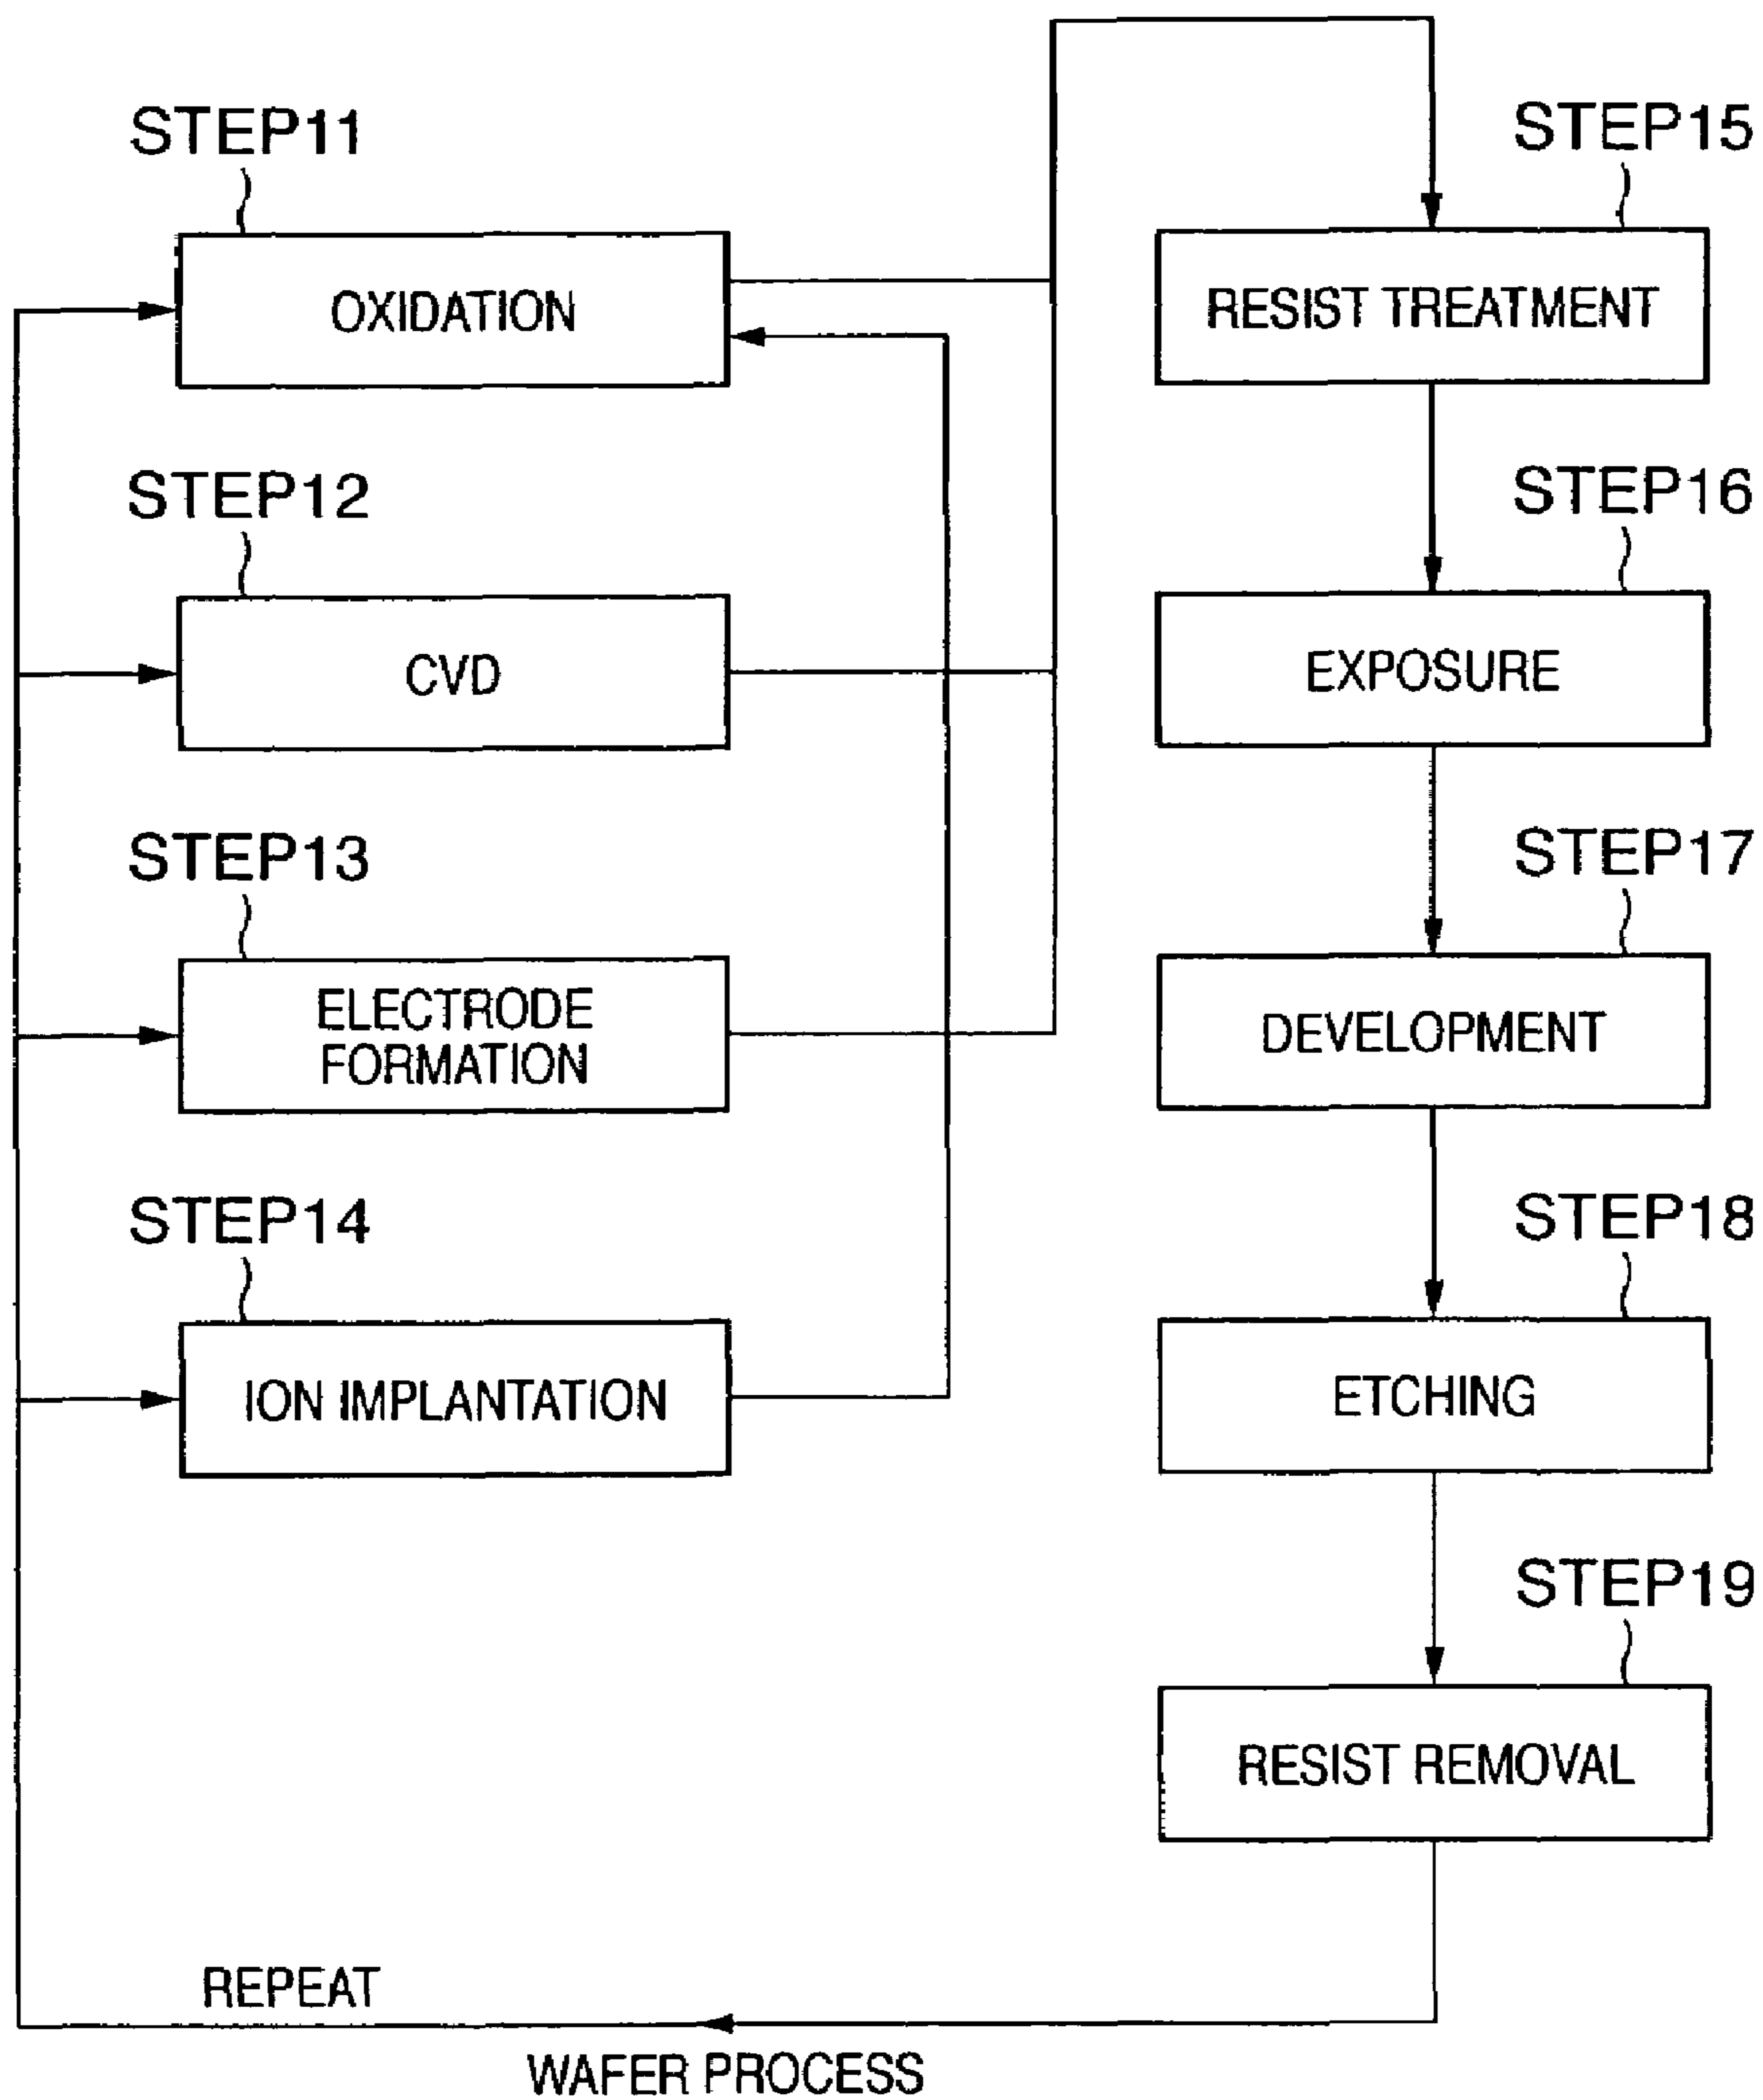 STEP11
OXIDATION
STEP12
CVD
STEP13
ELECTRODE
FORMATION
STEP14
ION IMPLANTATION
STEP15
RESIST TREATMENT
STEP16
EXPOSURE
STEP17
DEVELOPMENT
STEP18
ETCHING
STEP19
RESIST REMOVAL
REPEAT
WAFER PROCESS